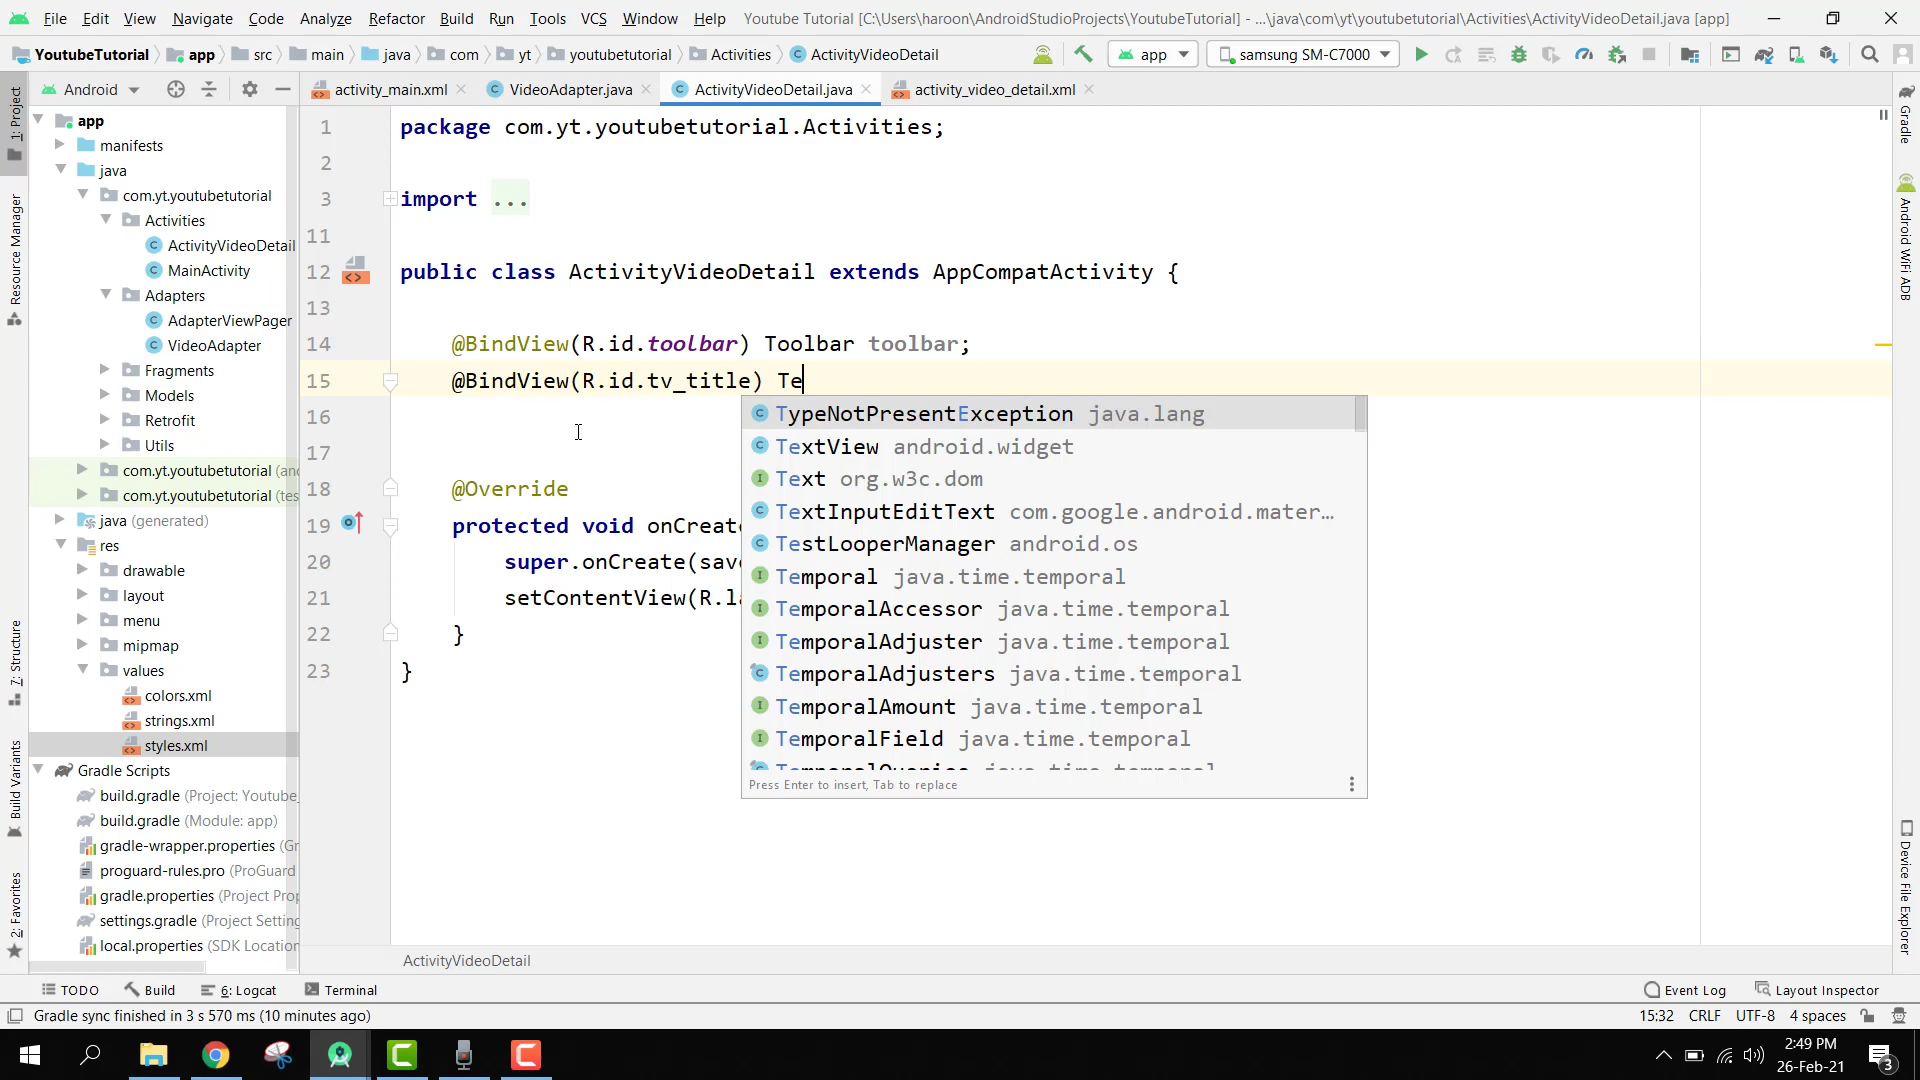 File Edit View Navigate Code Analyze Refactor Build Run Tools VCS Window Help Youtube Tutorial [C:\Users\haroon\AndroidStudioProjects\YoutubeTutorial] - ...\java\com\yt\youtubetutorial\Activities\ActivityVideoDetail.java [app]
YoutubeTutorial app src main java com yt youtubetutorial Activities ActivityVideoDetail app samsung SM-C7000
Android activity_main.xml VideoAdapter.java ActivityVideoDetail.java activity_video_detail.xml
1: Project
Resource Manager
7: Structure
Build Variants
2: Favorites
app
manifests
java
com.yt.youtubetutorial
Activities
ActivityVideoDetail
MainActivity
Adapters
AdapterViewPager
VideoAdapter
Fragments
Models
Retrofit
Utils
com.yt.youtubetutorial (an
com.yt.youtubetutorial (tes
java (generated)
res
drawable
layout
menu
mipmap
values
colors.xml
strings.xml
styles.xml
Gradle Scripts
build.gradle (Project: Youtube_
build.gradle (Module: app)
gradle-wrapper.properties (Gr
proguard-rules.pro (ProGuard
gradle.properties (Project Prop
settings.gradle (Project Setting
local.properties (SDK Location
1 package com.yt.youtubetutorial.Activities;
2
3 import ...
11
12 public class ActivityVideoDetail extends AppCompatActivity {
13
14 @BindView(R.id.toolbar) Toolbar toolbar;
15 @BindView(R.id.tv_title) Te
16
17
18 @Override
19 protected void onCreate
20 super.onCreate(save
21 setContentView(R.la
22 }
23 }
TypeNotPresentException java.lang
TextView android.widget
Text org.w3c.dom
TextInputEditText com.google.android.mater…
TestLooperManager android.os
Temporal java.time.temporal
TemporalAccessor java.time.temporal
TemporalAdjuster java.time.temporal
TemporalAdjusters java.time.temporal
TemporalAmount java.time.temporal
TemporalField java.time.temporal
TemporalQueries java.time.temporal
Press Enter to insert, Tab to replace
Gradle
Android WiFi ADB
Device File Explorer
ActivityVideoDetail
TODO Build 6: Logcat Terminal Event Log Layout Inspector
Gradle sync finished in 3 s 570 ms (10 minutes ago) 15:32 CRLF UTF-8 4 spaces
2:49 PM
26-Feb-21
3